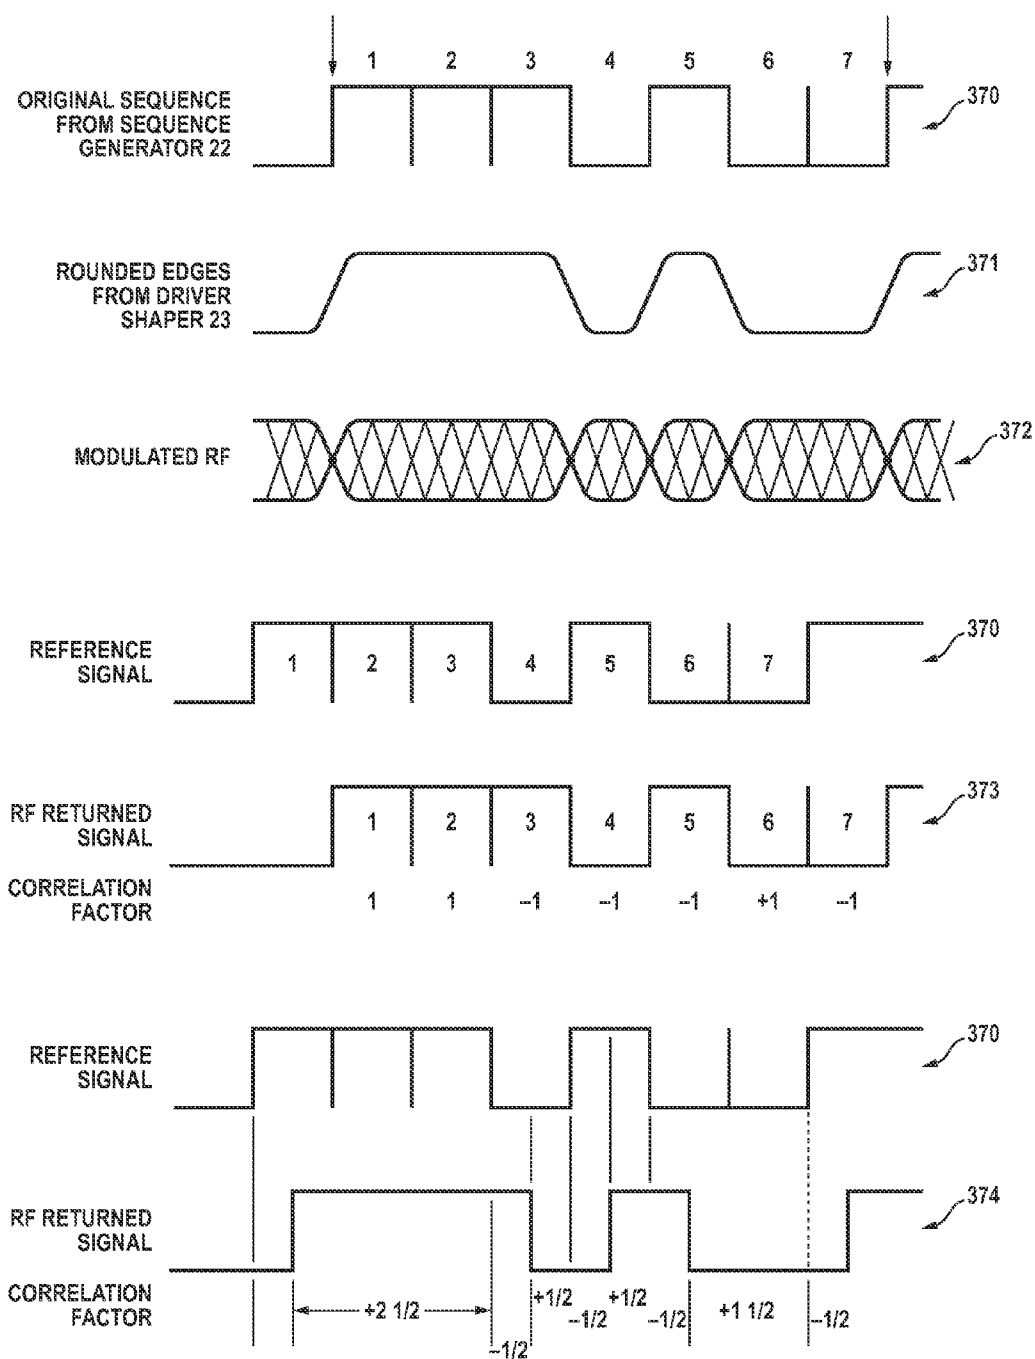 1 2 3 4 5 6 7
ORIGINAL SEQUENCE
FROM SEQUENCE
GENERATOR 22
370
ROUNDED EDGES
FROM DRIVER
SHAPER 23
371
MODULATED RF
372
REFERENCE
SIGNAL
1 2 3 4 5 6 7
370
RF RETURNED
SIGNAL
1 2 3 4 5 6 7
373
CORRELATION
FACTOR
1 1 –1 –1 –1 +1 –1
REFERENCE
SIGNAL
370
RF RETURNED
SIGNAL
374
CORRELATION
FACTOR
+2 1/2 –1/2 +1/2 –1/2 +1/2 –1/2 +1 1/2 –1/2